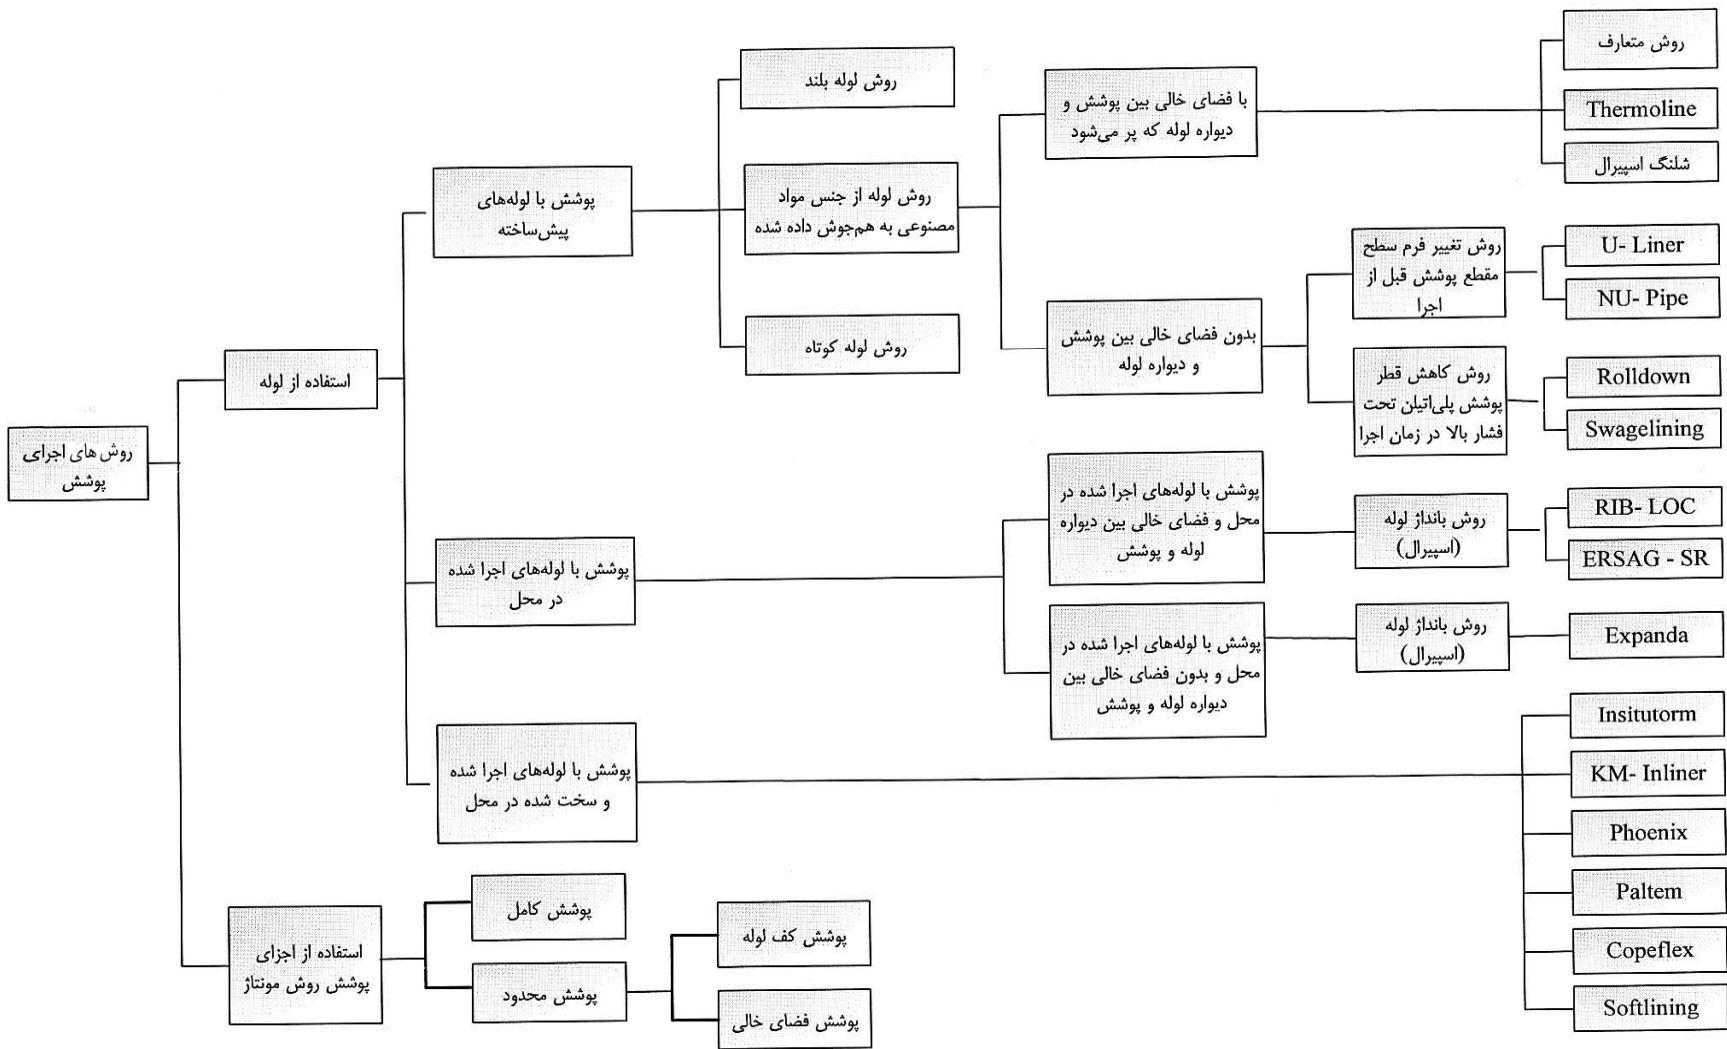 روش های اجرای
پوشش
استفاده از لوله
پوشش با لوله‌های
پیش‌ساخته
روش لوله بلند
روش لوله از جنس مواد
مصنوعی به هم‌جوش داده شده
با فضای خالی بین پوشش و
دیواره لوله که پر می‌شود
روش متعارف
Thermoline
شلنگ اسپیرال
بدون فضای خالی بین پوشش
و دیواره لوله
روش تغییر فرم سطح
مقطع پوشش قبل از
اجرا
U- Liner
NU- Pipe
روش کاهش قطر
پوشش پلی‌اتیلن تحت
فشار بالا در زمان اجرا
Rolldown
Swagelining
روش لوله کوتاه
پوشش با لوله‌های اجرا شده
در محل
پوشش با لوله‌های اجرا شده در
محل و فضای خالی بین دیواره
لوله و پوشش
روش بانداژ لوله
(اسپیرال)
RIB- LOC
ERSAG - SR
پوشش با لوله‌های اجرا شده در
محل و بدون فضای خالی بین
دیواره لوله و پوشش
روش بانداژ لوله
(اسپیرال)
Expanda
پوشش با لوله‌های اجرا شده
و سخت شده در محل
Insitutorm
KM- Inliner
Phoenix
Paltem
Copeflex
Softlining
استفاده از اجزای
پوشش روش مونتاژ
پوشش کامل
پوشش محدود
پوشش کف لوله
پوشش فضای خالی